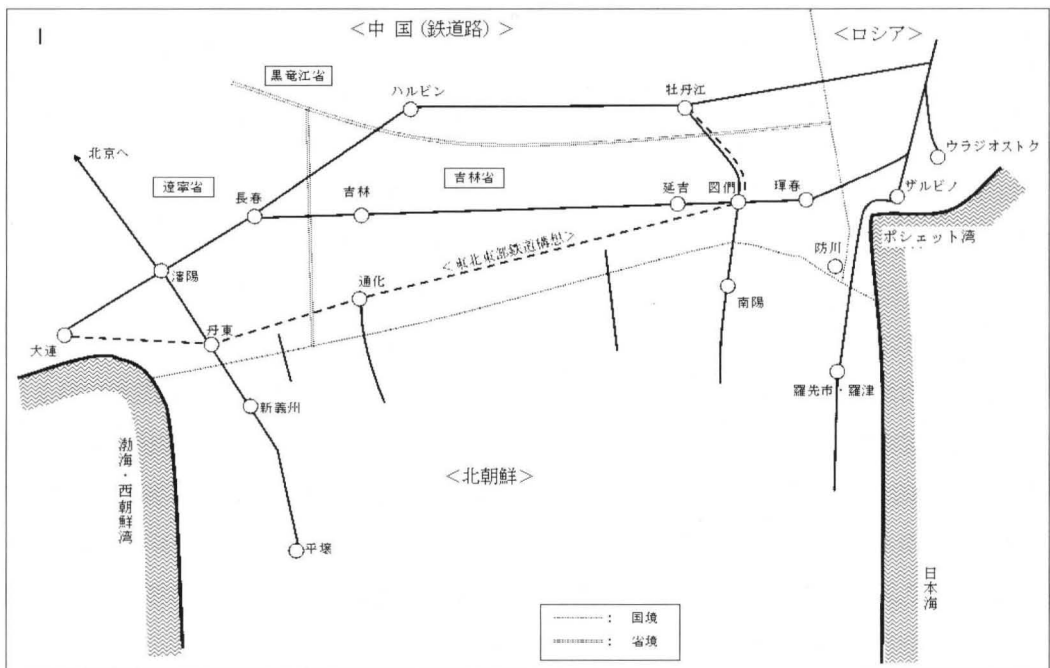 I
<中 国 (鉄道路) >
<ロシア>
黒竜江省
ハルビン
牡丹江
北京へ
ウラジオストク
遼寧省
吉林省
長春
吉林
延吉
図們
琿春
ザルビノ
ポシェット湾
<東北東部鉄道構想>
防川
瀋陽
通化
南陽
大連
丹東
羅先市・羅津
新義州
渤海・西朝鮮湾
<北朝鮮>
平壌
日本海
: 国境
: 省境